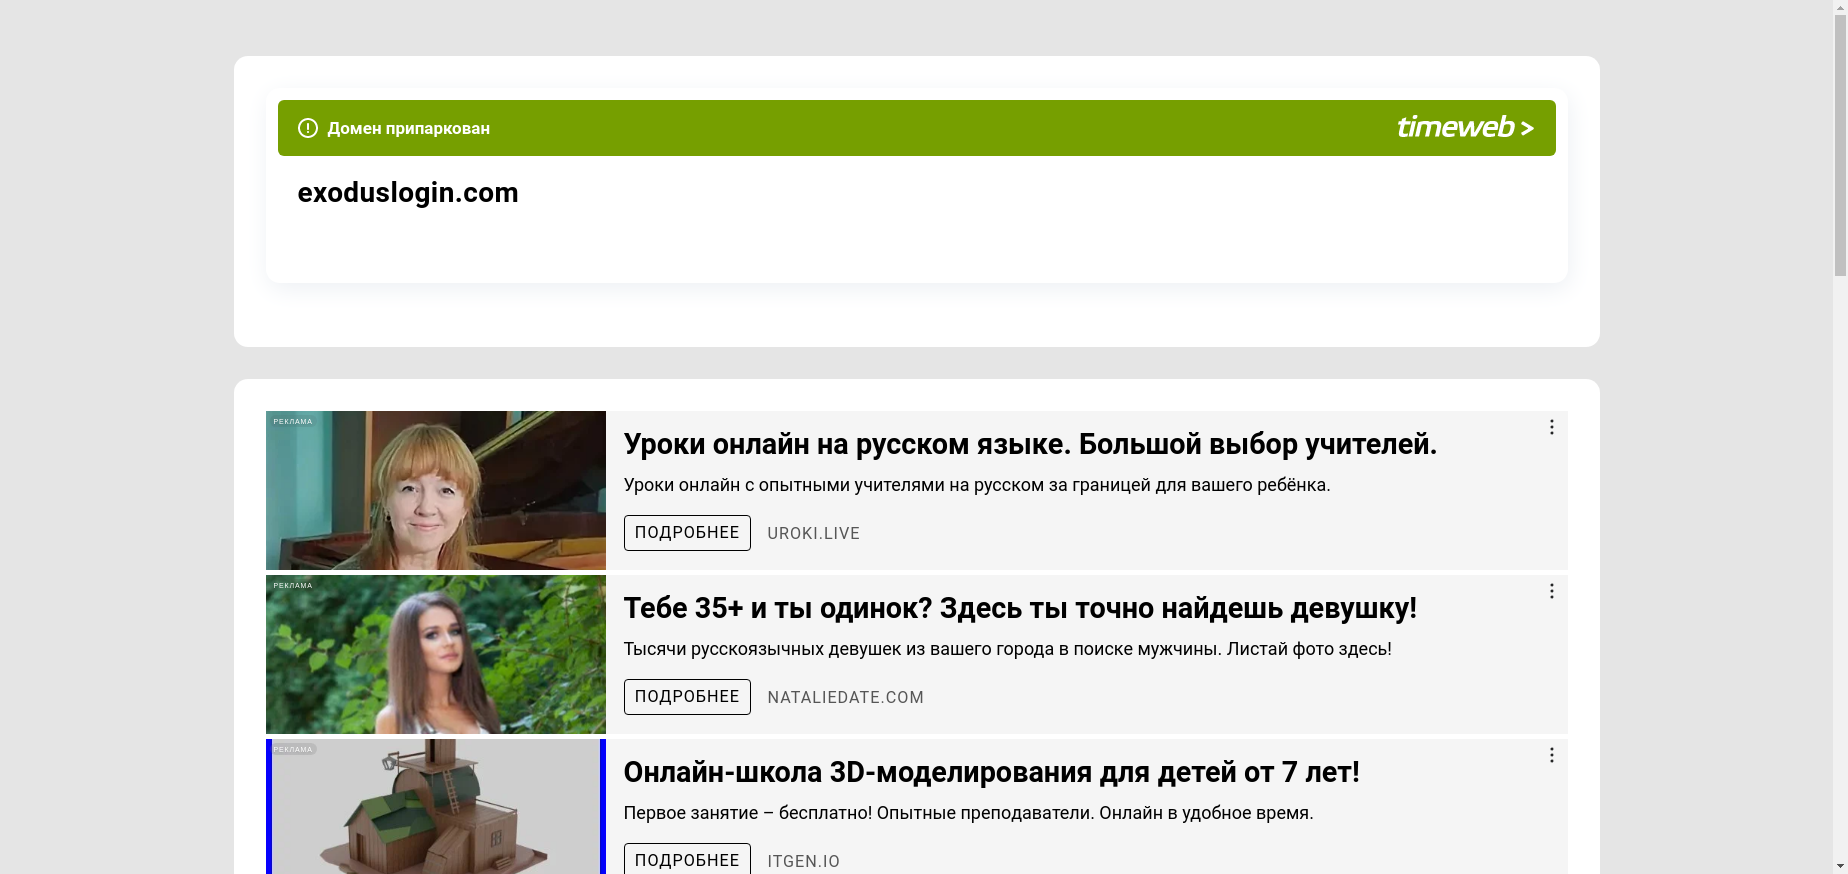 Домен припаркован
timeweb >
exoduslogin.com
РЕКЛАМА
Уроки онлайн на русском языке. Большой выбор учителей.
Уроки онлайн с опытными учителями на русском за границей для вашего ребёнка.
ПОДРОБНЕЕ UROKI.LIVE
РЕКЛАМА
Тебе 35+ и ты одинок? Здесь ты точно найдешь девушку!
Тысячи русскоязычных девушек из вашего города в поиске мужчины. Листай фото здесь!
ПОДРОБНЕЕ NATALIEDATE.COM
РЕКЛАМА
Онлайн-школа 3D-моделирования для детей от 7 лет!
Первое занятие – бесплатно! Опытные преподаватели. Онлайн в удобное время.
ПОДРОБНЕЕ ITGEN.IO